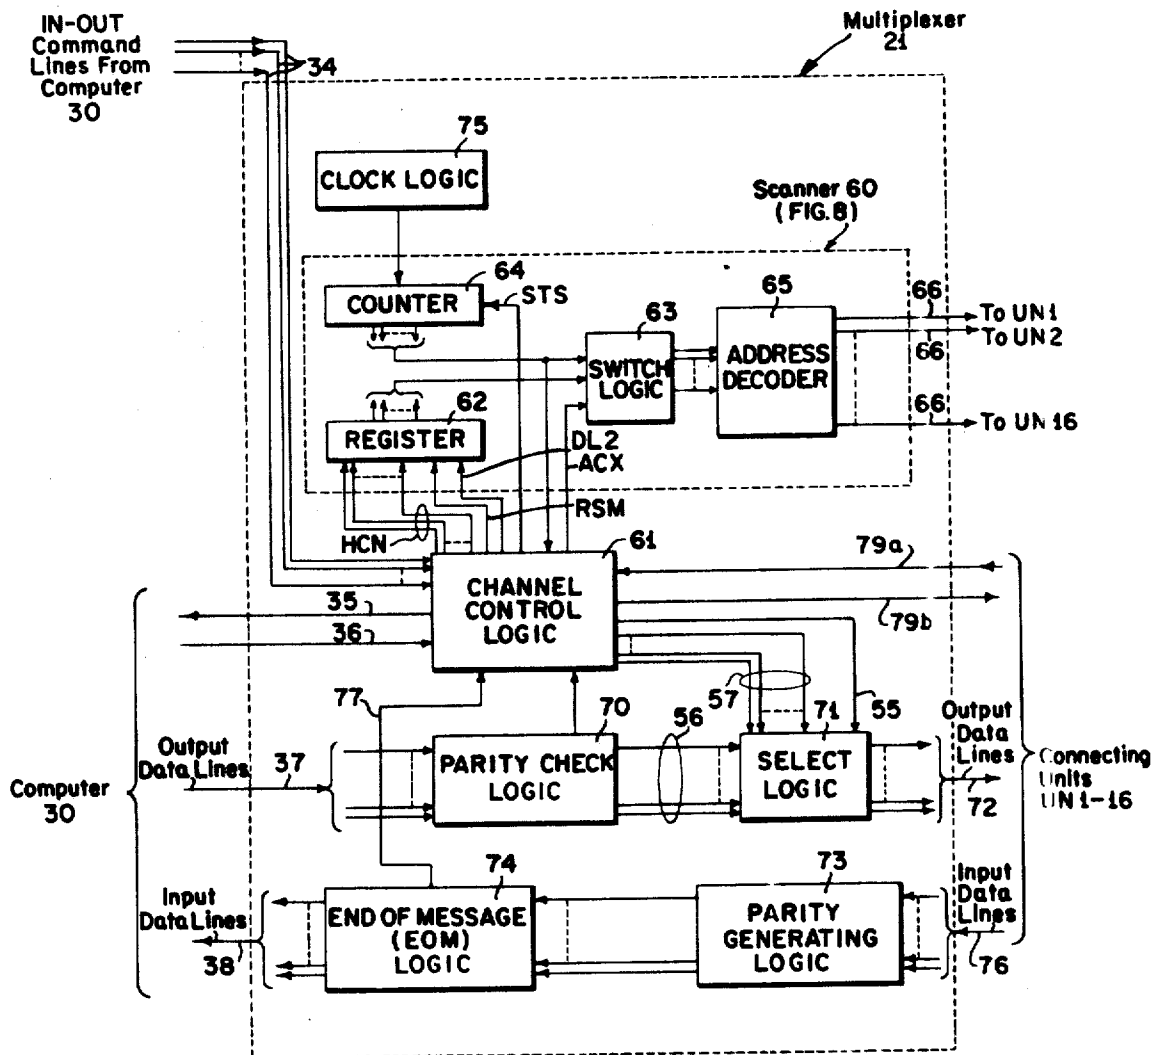 IN-OUT
Command
Lines From
Computer
30
34
Multiplexer
21
75
CLOCK LOGIC
Scanner 60
(FIG. 8)
64
COUNTER
STS
63
SWITCH
LOGIC
65
ADDRESS
DECODER
66
To UN1
To UN2
66
66
To UN 16
62
REGISTER
DL2
ACX
RSM
HCN
61
CHANNEL
CONTROL
LOGIC
79a
79b
35
36
77
57
55
70
PARITY CHECK
LOGIC
56
71
SELECT
LOGIC
Output
Data Lines
37
Output
Data
Lines
72
Computer
30
Connecting
Units
UN1-16
74
END OF MESSAGE
(EOM)
LOGIC
73
PARITY
GENERATING
LOGIC
Input
Data Lines
38
Input
Data
Lines
76